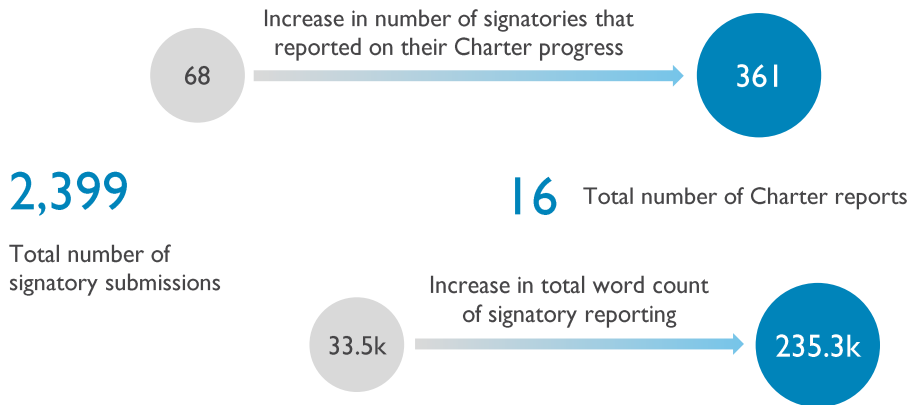 Increase in number of signatories that
reported on their Charter progress
68
361
2,399
Total number of
signatory submissions
16
Total number of Charter reports
Increase in total word count
of signatory reporting
33.5k
235.3k